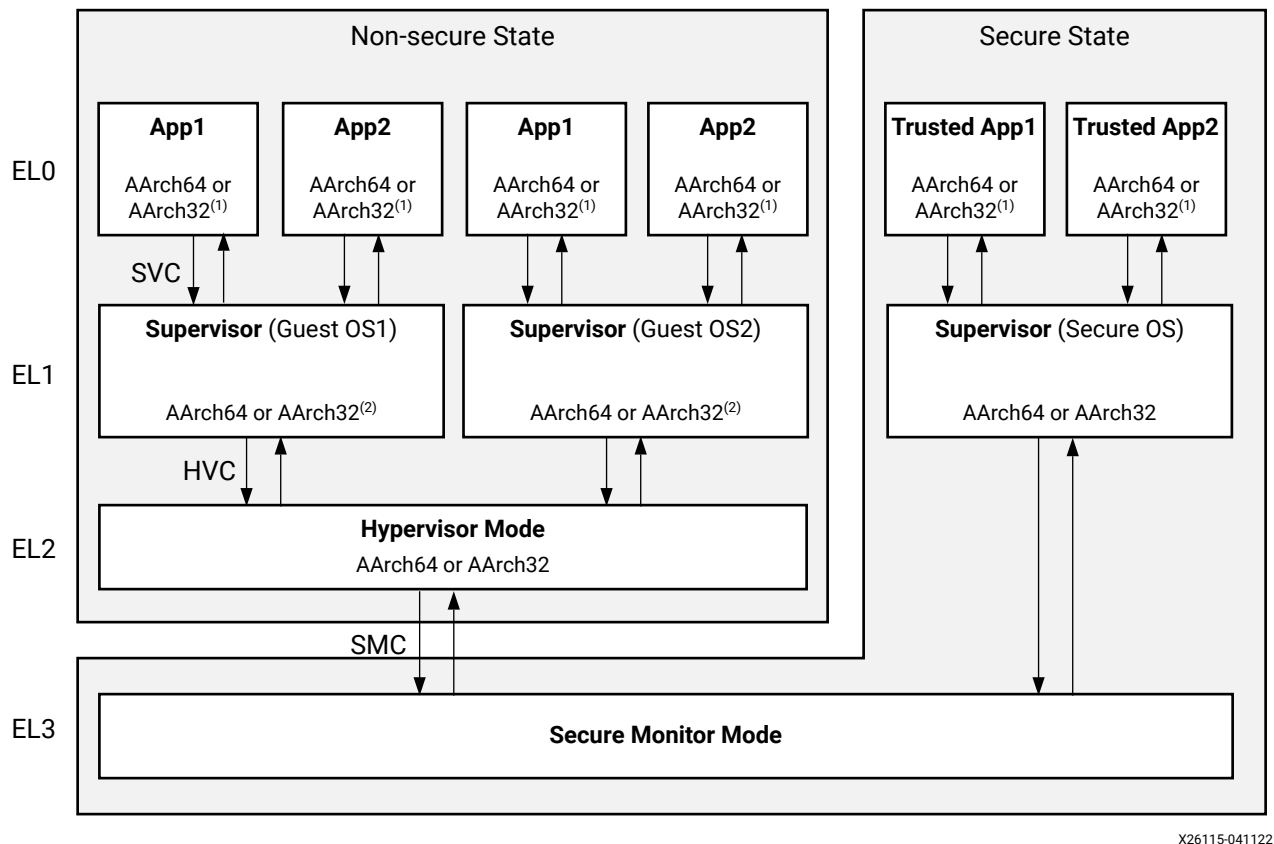 Non-secure State
Secure State
EL0
App1
AArch64 or
AArch32(1)
App2
AArch64 or
AArch32(1)
App1
AArch64 or
AArch32(1)
App2
AArch64 or
AArch32(1)
Trusted App1
AArch64 or
AArch32(1)
Trusted App2
AArch64 or
AArch32(1)
SVC
EL1
Supervisor (Guest OS1)
AArch64 or AArch32(2)
Supervisor (Guest OS2)
AArch64 or AArch32(2)
Supervisor (Secure OS)
AArch64 or AArch32
HVC
EL2
Hypervisor Mode
AArch64 or AArch32
SMC
EL3
Secure Monitor Mode
X26115-041122